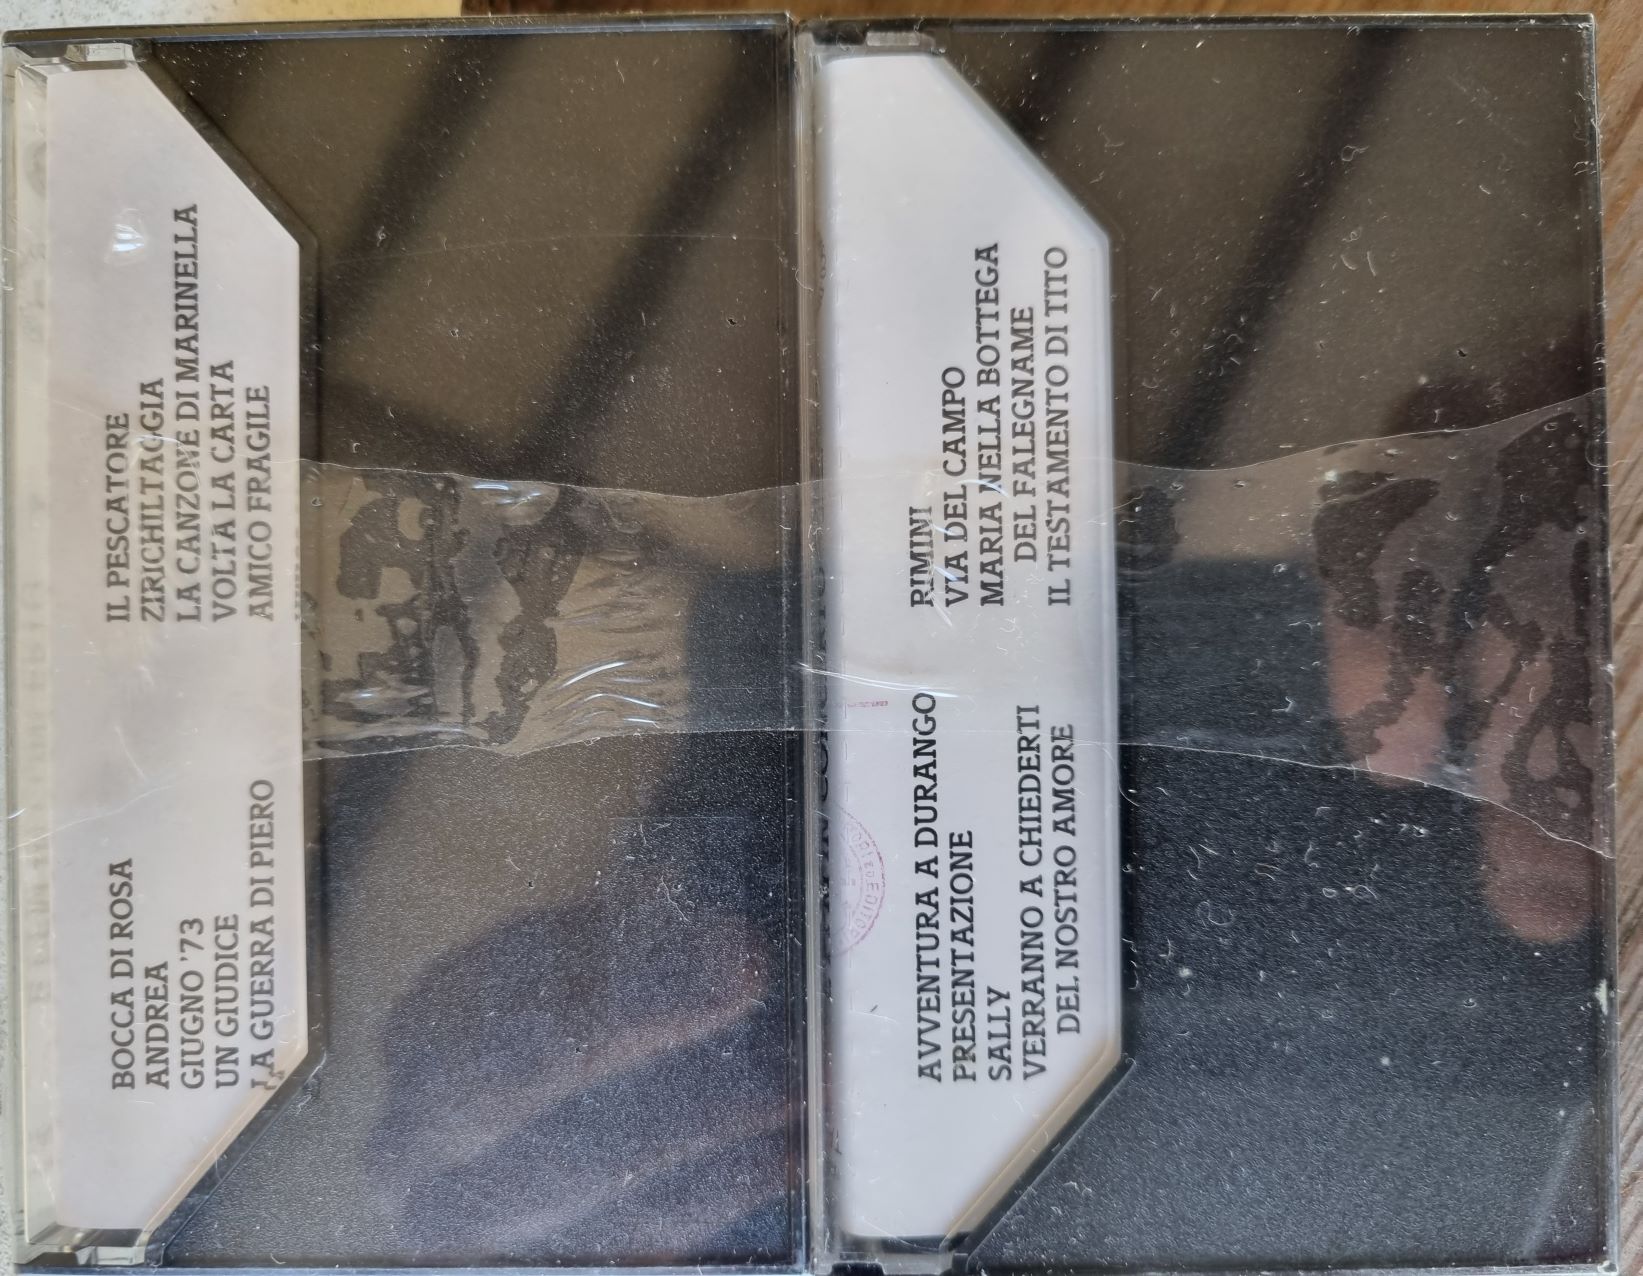 BOCCA DI ROSA
ANDREA
GIUGNO '73
UN GIUDICE
LA GUERRA DI PIERO
IL PESCATORE
ZIRICHILTAGGIA
LA CANZONE DI MARINELLA
VOLTA LA CARTA
AMICO FRAGILE
AVVENTURA A DURANGO
PRESENTAZIONE
SALLY
VERRANNO A CHIEDERTI
DEL NOSTRO AMORE
RIMINI
VIA DEL CAMPO
MARIA NELLA BOTTEGA
DEL FALEGNAME
IL TESTAMENTO DI TITO